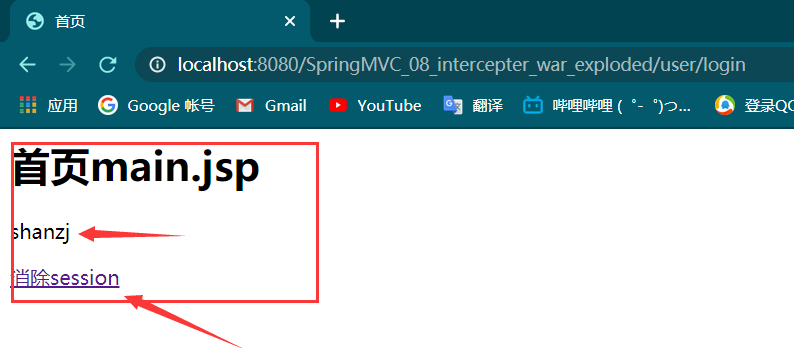 首页
localhost:8080/SpringMVC_08_intercepter_war_exploded/user/login
应用 Google 帐号 Gmail YouTube 翻译 哔哩哔哩 (゜-゜)つ... 登录QQ
首页main.jsp
shanzj
消除session